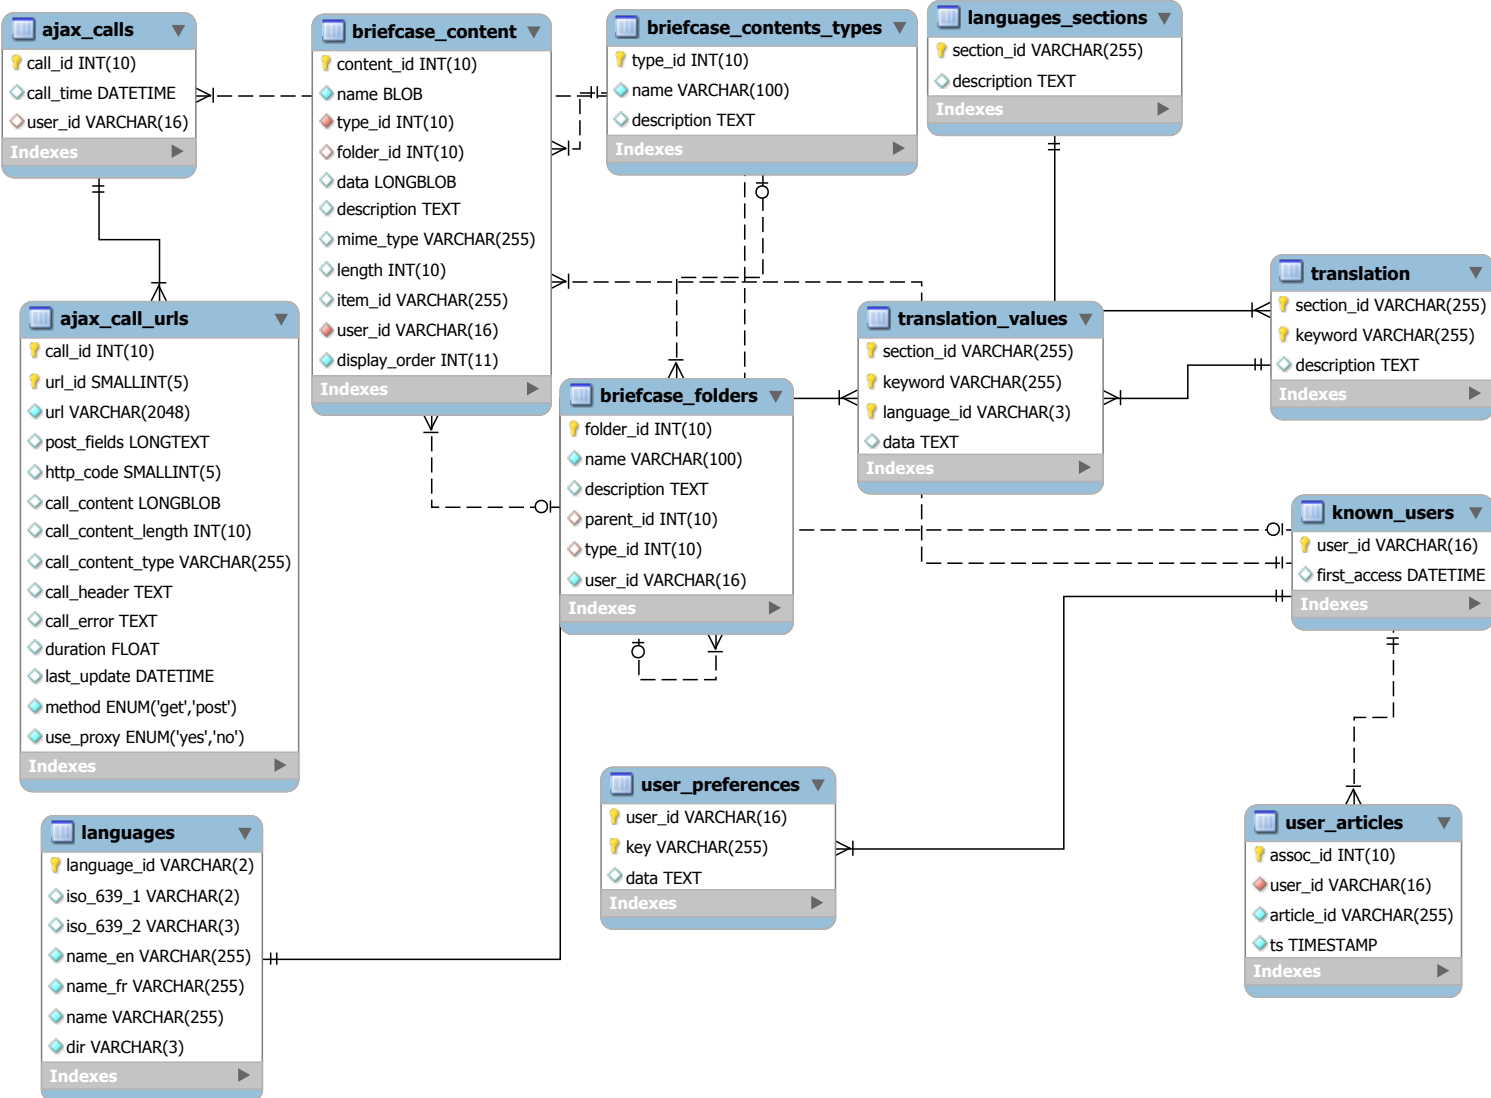 ajax_calls
call_id INT(10)
call_time DATETIME
user_id VARCHAR(16)
Indexes
briefcase_content
content_id INT(10)
name BLOB
type_id INT(10)
folder_id INT(10)
data LONGBLOB
description TEXT
mime_type VARCHAR(255)
length INT(10)
item_id VARCHAR(255)
user_id VARCHAR(16)
display_order INT(11)
Indexes
briefcase_contents_types
type_id INT(10)
name VARCHAR(100)
description TEXT
Indexes
languages_sections
section_id VARCHAR(255)
description TEXT
Indexes
translation
section_id VARCHAR(255)
keyword VARCHAR(255)
description TEXT
Indexes
ajax_call_urls
call_id INT(10)
url_id SMALLINT(5)
url VARCHAR(2048)
post_fields LONGTEXT
http_code SMALLINT(5)
call_content LONGBLOB
call_content_length INT(10)
call_content_type VARCHAR(255)
call_header TEXT
call_error TEXT
duration FLOAT
last_update DATETIME
method ENUM('get','post')
use_proxy ENUM('yes','no')
Indexes
translation_values
section_id VARCHAR(255)
keyword VARCHAR(255)
language_id VARCHAR(3)
data TEXT
Indexes
briefcase_folders
folder_id INT(10)
name VARCHAR(100)
description TEXT
parent_id INT(10)
type_id INT(10)
user_id VARCHAR(16)
Indexes
known_users
user_id VARCHAR(16)
first_access DATETIME
Indexes
user_preferences
user_id VARCHAR(16)
key VARCHAR(255)
data TEXT
Indexes
user_articles
assoc_id INT(10)
user_id VARCHAR(16)
article_id VARCHAR(255)
ts TIMESTAMP
Indexes
languages
language_id VARCHAR(2)
iso_639_1 VARCHAR(2)
iso_639_2 VARCHAR(3)
name_en VARCHAR(255)
name_fr VARCHAR(255)
name VARCHAR(255)
dir VARCHAR(3)
Indexes